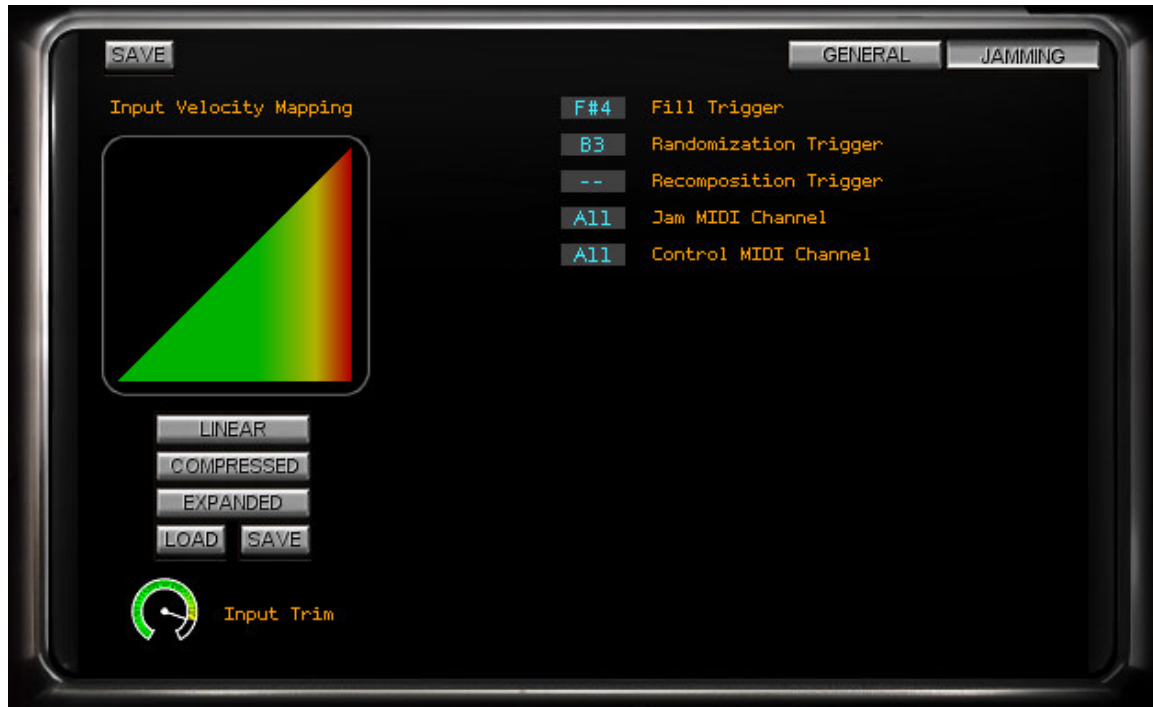 SAVE GENERAL JAMMING
Input Velocity Mapping
F#4 Fill Trigger
B3 Randomization Trigger
-- Recomposition Trigger
All Jam MIDI Channel
All Control MIDI Channel
LINEAR
COMPRESSED
EXPANDED
LOAD SAVE
Input Trim